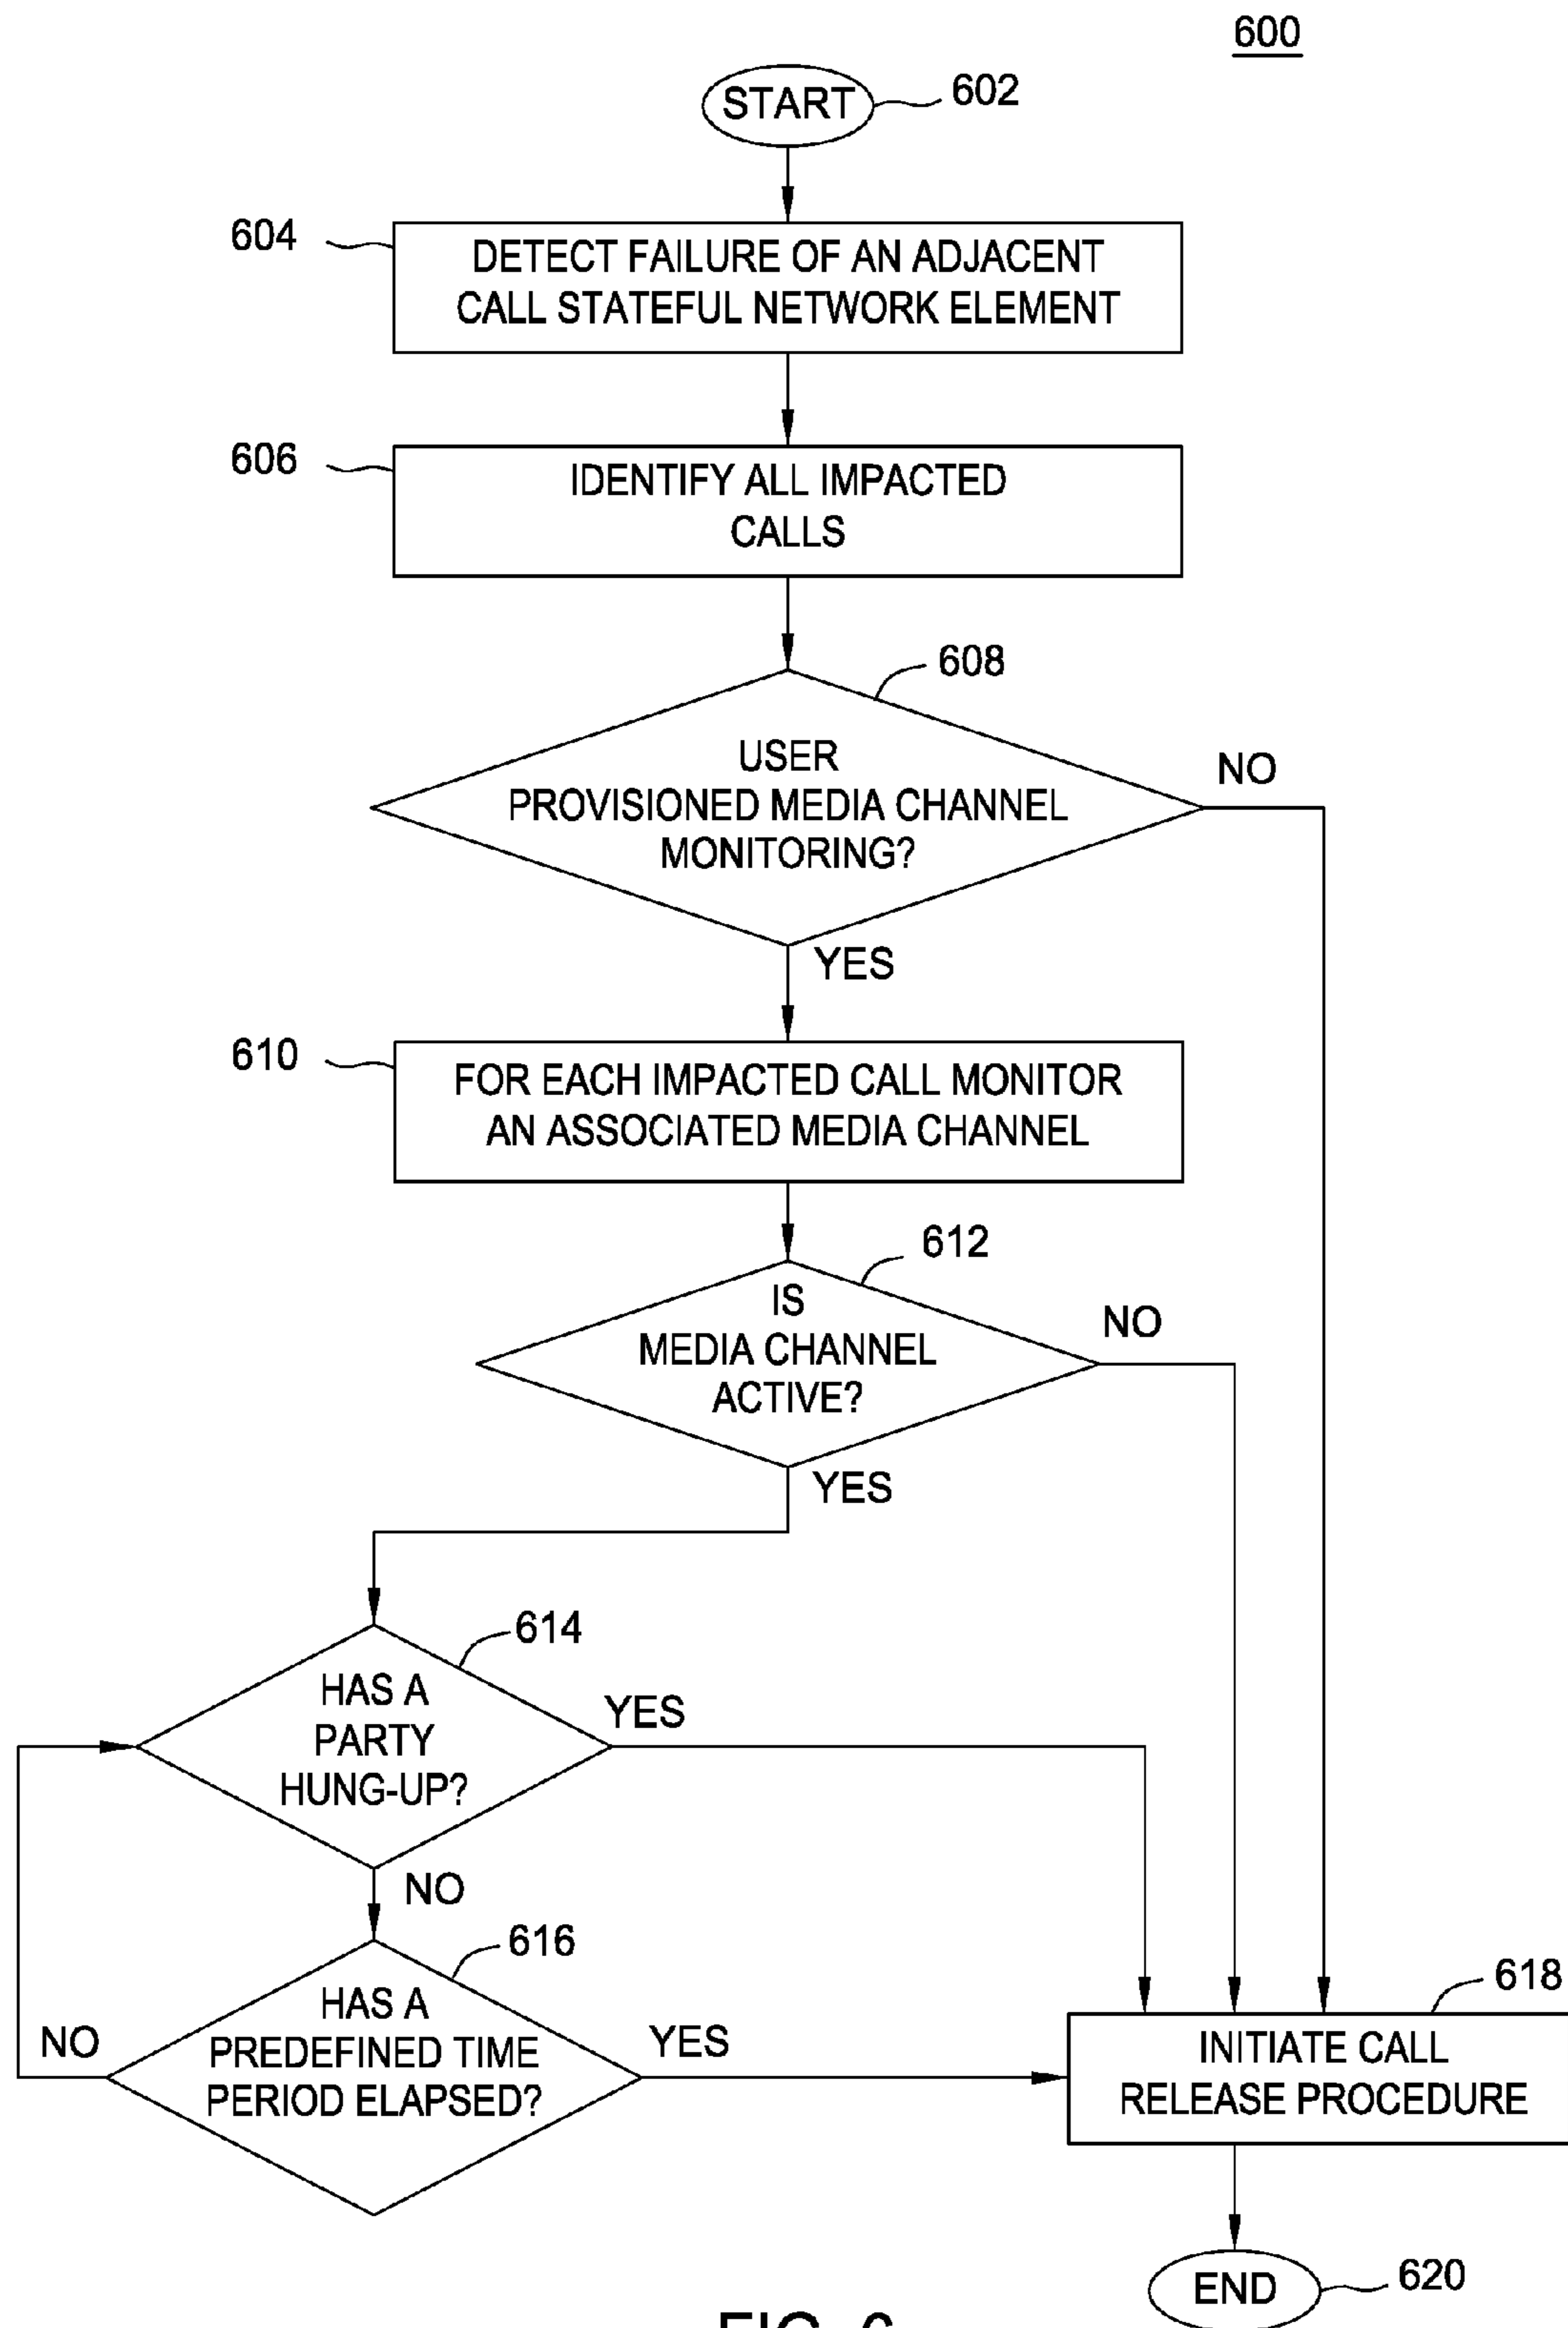 600
START
602
604
DETECT FAILURE OF AN ADJACENT
CALL STATEFUL NETWORK ELEMENT
606
IDENTIFY ALL IMPACTED
CALLS
608
USER
PROVISIONED MEDIA CHANNEL
MONITORING?
NO
YES
610
FOR EACH IMPACTED CALL MONITOR
AN ASSOCIATED MEDIA CHANNEL
612
IS
MEDIA CHANNEL
ACTIVE?
NO
YES
614
HAS A
PARTY
HUNG-UP?
YES
NO
616
HAS A
PREDEFINED TIME
PERIOD ELAPSED?
NO
YES
618
INITIATE CALL
RELEASE PROCEDURE
END
620
FIG. 6